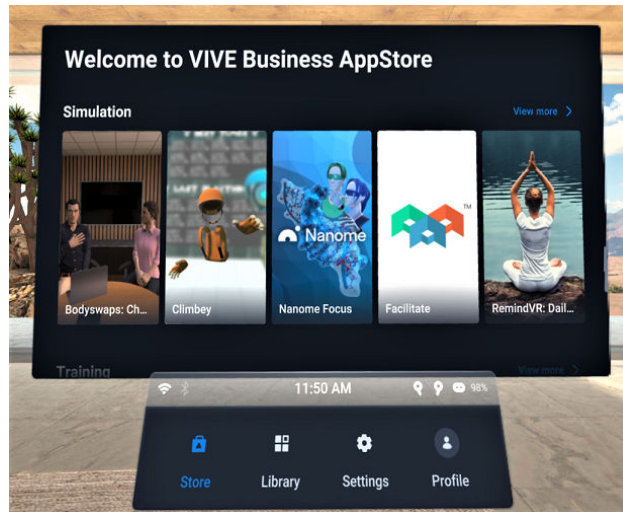 Welcome to VIVE Business AppStore
Simulation
View more
Nanome
TM
Bodyswaps: Ch...
Climbey
Nanome Focus
Facilitate
RemindVR: Dail...
Training
View more
11:50 AM
98%
Store
Library
Settings
Profile